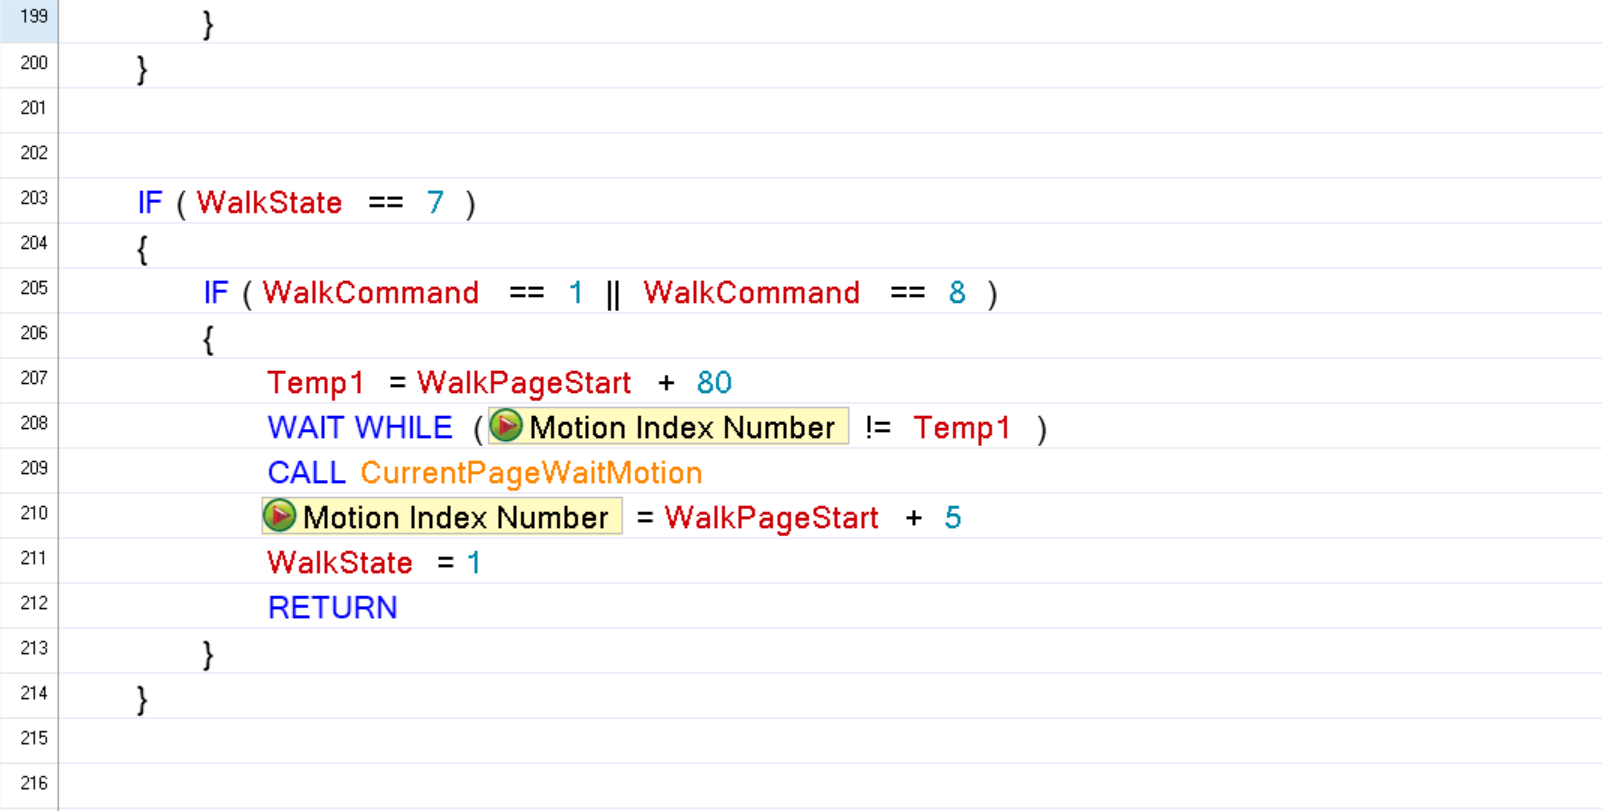 199 }
200 }
201
202
203 IF ( WalkState == 7 )
204 {
205 IF ( WalkCommand == 1 || WalkCommand == 8 )
206 {
207 Temp1 = WalkPageStart + 80
208 WAIT WHILE ( Motion Index Number != Temp1 )
209 CALL CurrentPageWaitMotion
210 Motion Index Number = WalkPageStart + 5
211 WalkState = 1
212 RETURN
213 }
214 }
215
216